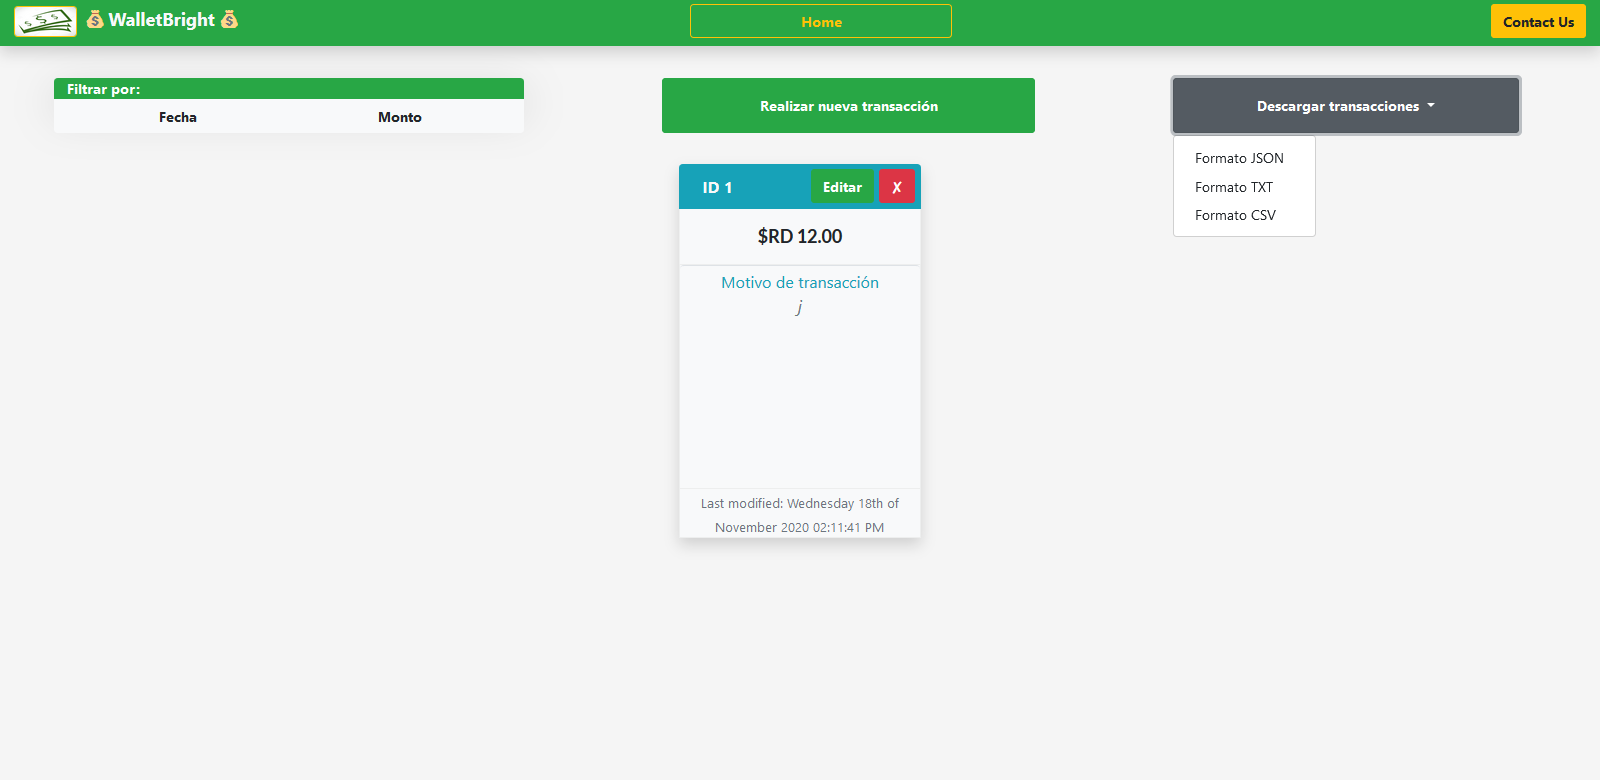 💰 WalletBright 💰
Home
Contact Us
Filtrar por:
Fecha Monto
Realizar nueva transacción
Descargar transacciones
Formato JSON
Formato TXT
Formato CSV
ID 1
Editar
✗
$RD 12.00
Motivo de transacción
j
Last modified: Wednesday 18th of
November 2020 02:11:41 PM